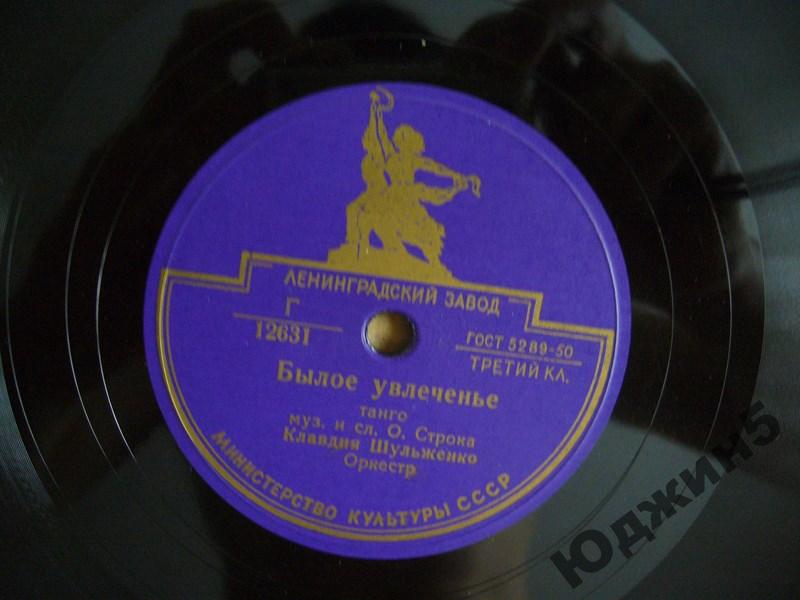 ЛЕНИНГРАДСКИЙ ЗАВОД
Г
12631
ГОСТ 5289-50
ТРЕТИЙ КЛ.
Былое увлеченье
танго
муз. и сл. О. Строка
Клавдия Шульженко
Оркестр
МИНИСТЕРСТВО КУЛЬТУРЫ СССР
Юджин5